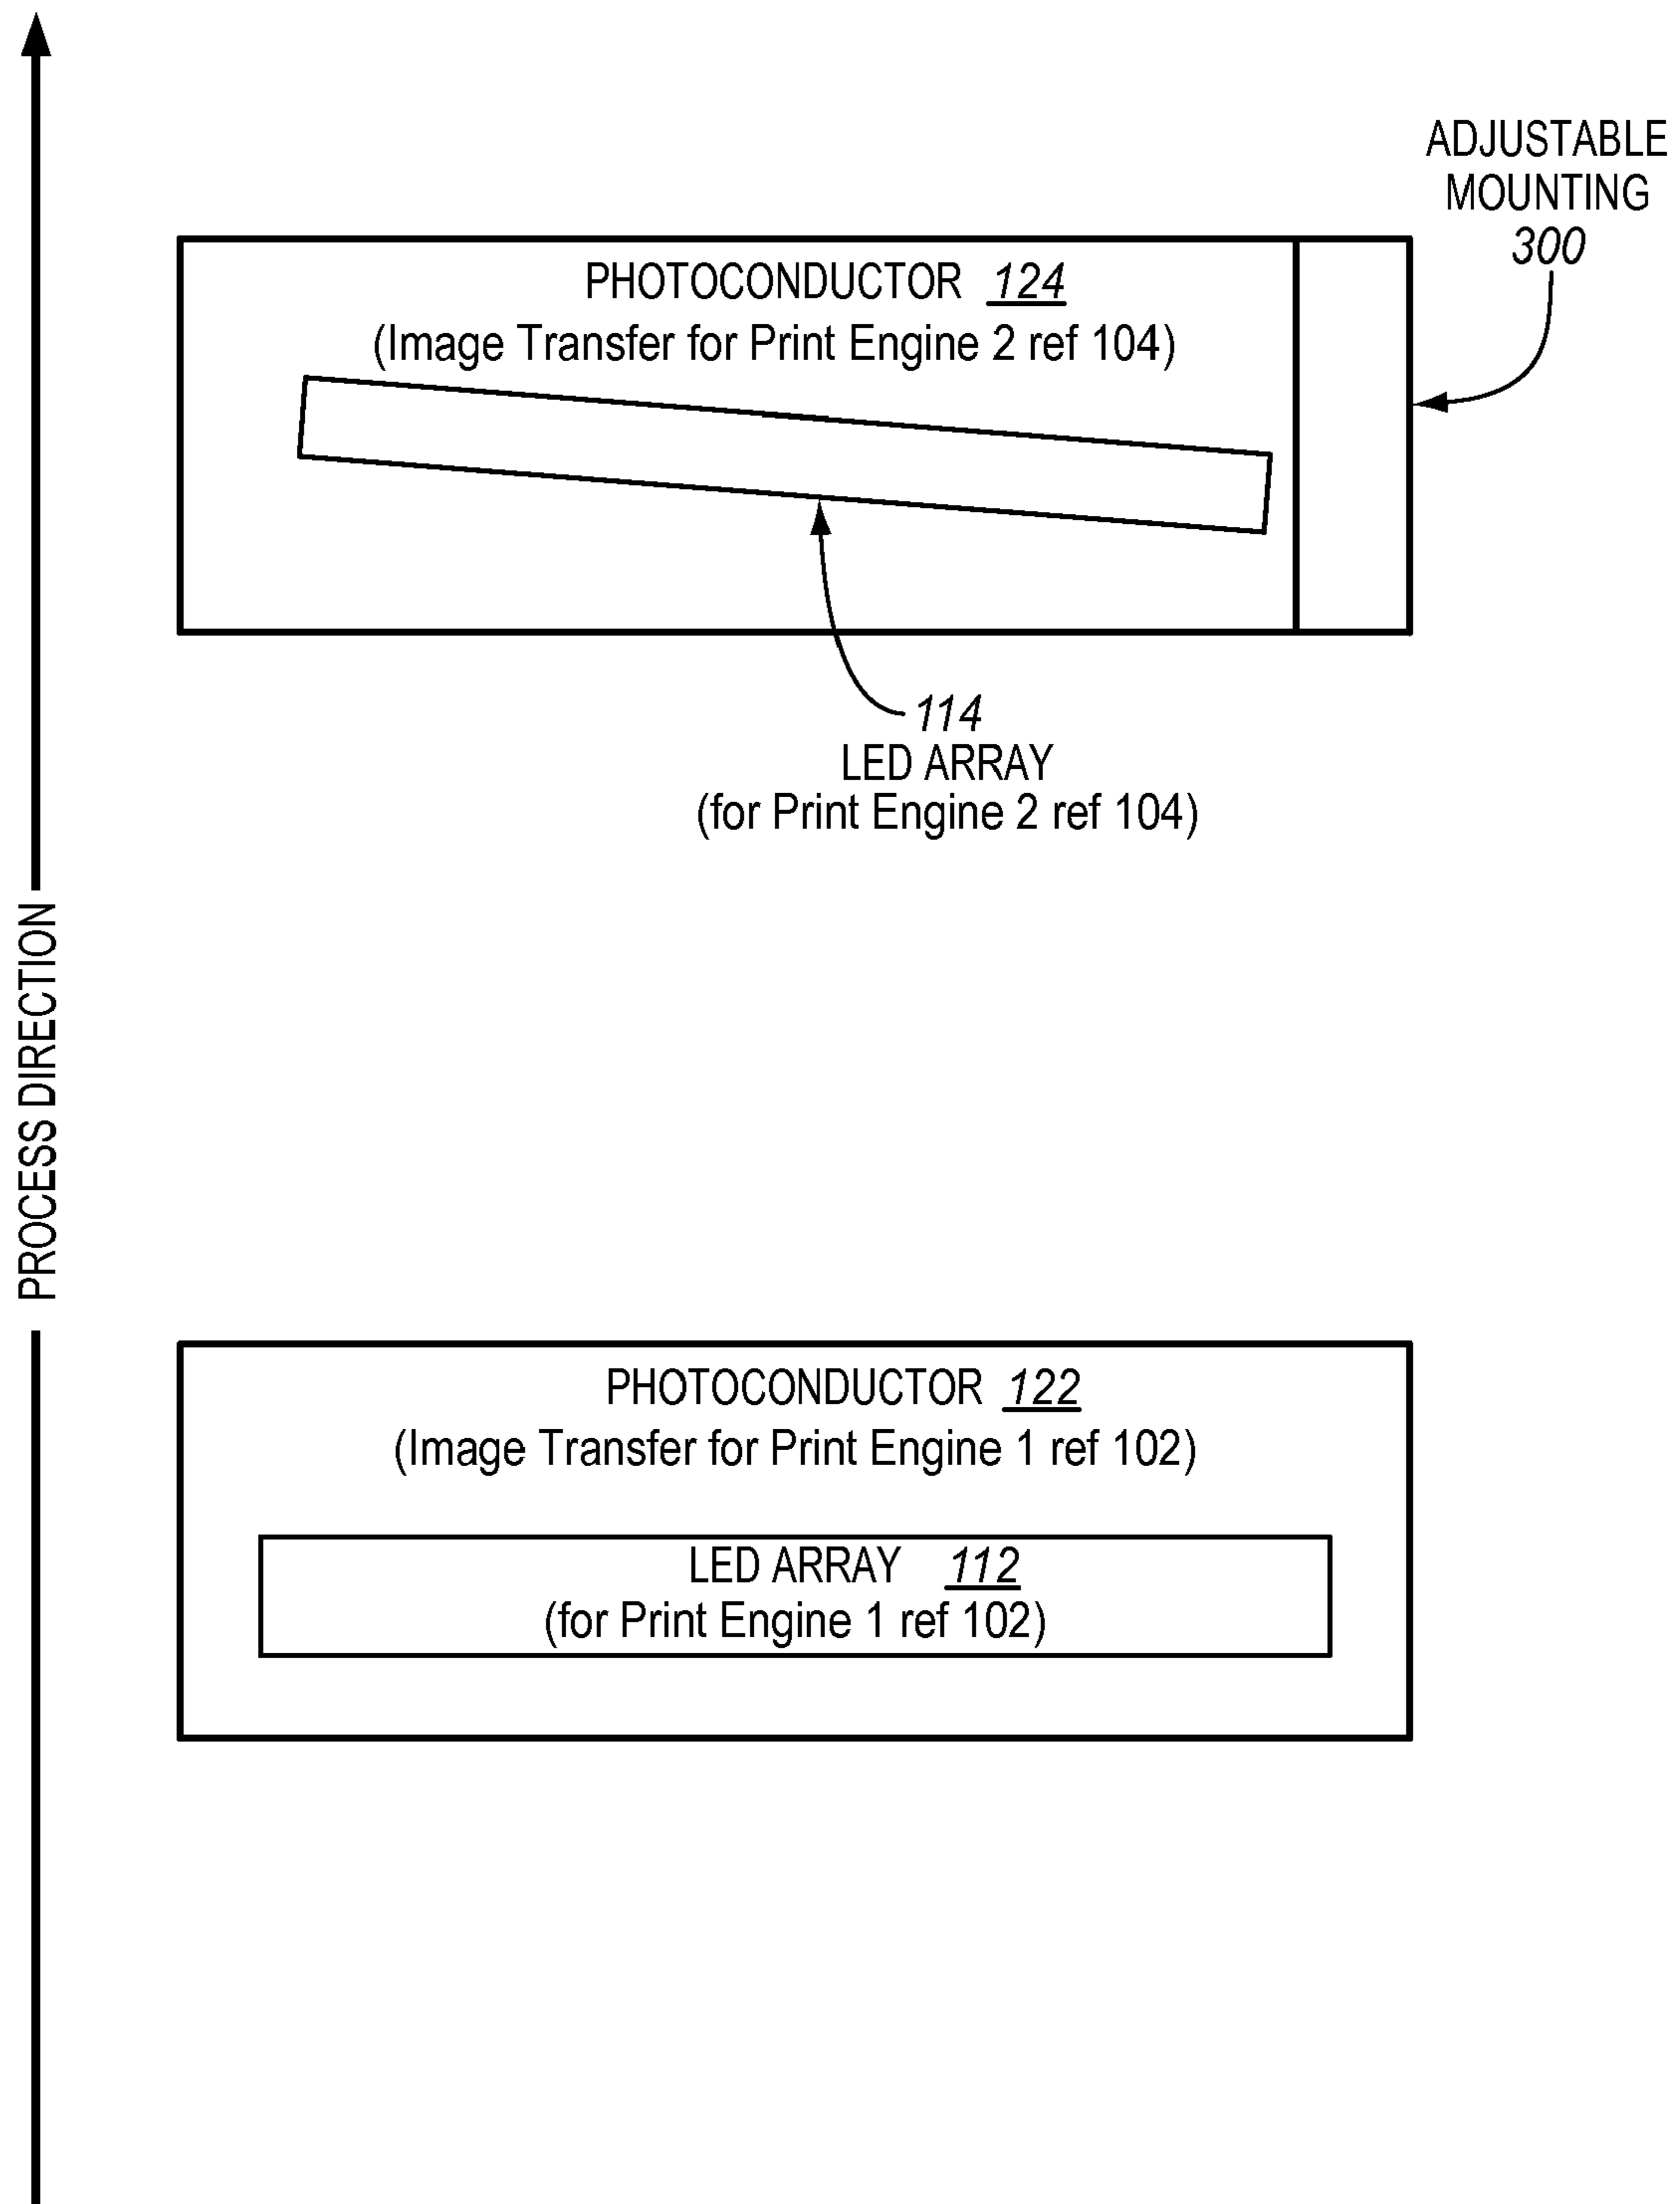 ADJUSTABLE
MOUNTING
300
PHOTOCONDUCTOR 124
(Image Transfer for Print Engine 2 ref 104)
114
LED ARRAY
(for Print Engine 2 ref 104)
PROCESS DIRECTION
PHOTOCONDUCTOR 122
(Image Transfer for Print Engine 1 ref 102)
LED ARRAY 112
(for Print Engine 1 ref 102)